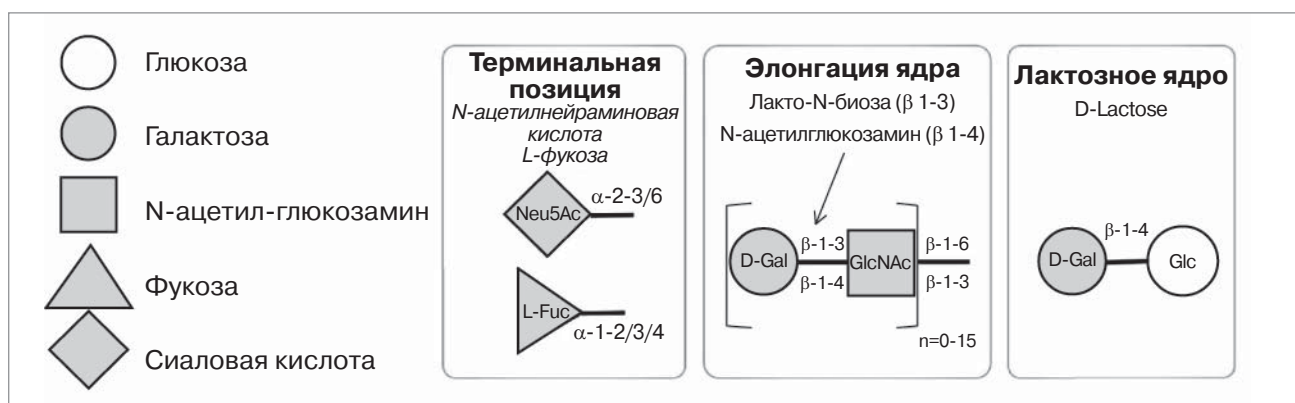 Глюкоза
Галактоза
N-ацетил-глюкозамин
Фукоза
Сиаловая кислота
Терминальная
позиция
N-ацетилнейраминовая
кислота
L-фукоза
Neu5Ac
α-2-3/6
L-Fuc
α-1-2/3/4
Элонгация ядра
Лакто-N-биоза (β 1-3)
N-ацетилглюкозамин (β 1-4)
D-Gal
β-1-3
β-1-4
GlcNAc
β-1-6
β-1-3
n=0-15
Лактозное ядро
D-Lactose
D-Gal
β-1-4
Glc